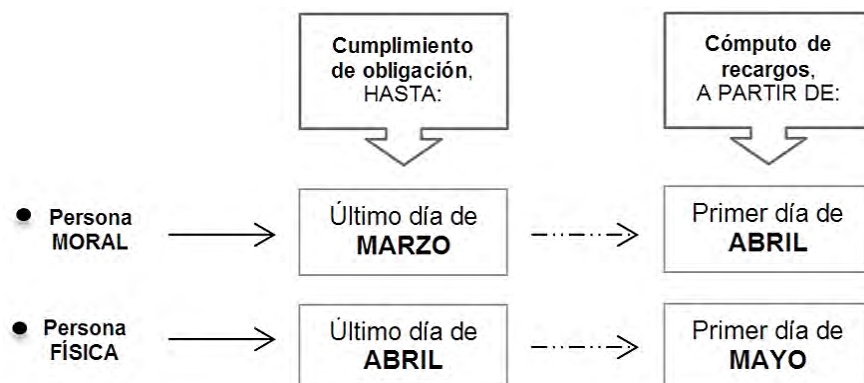 Cumplimiento
de obligación,
HASTA:
Cómputo de
recargos,
A PARTIR DE:
Persona
MORAL
Último día de
MARZO
Primer día de
ABRIL
Persona
FÍSICA
Último día de
ABRIL
Primer día de
MAYO